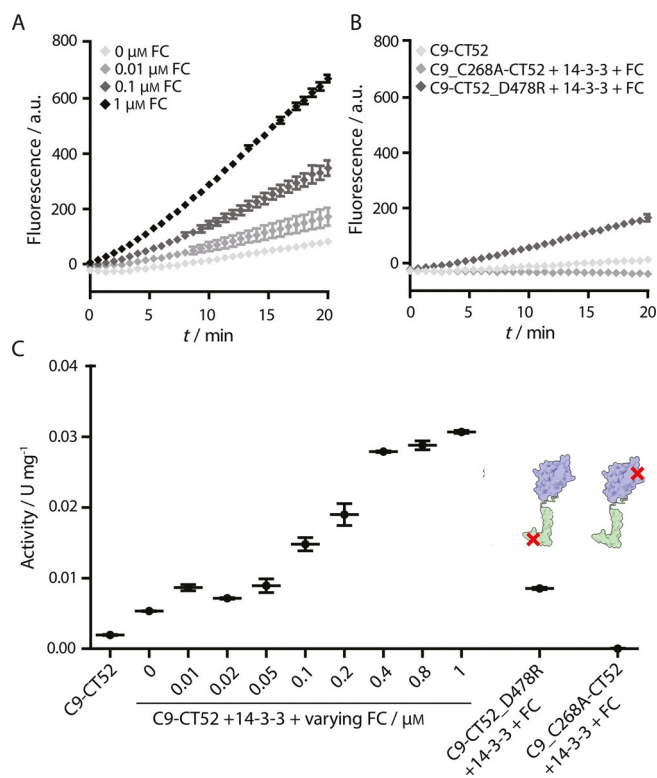 A
800
600
400
200
0
Fluorescence / a.u.
0 μM FC
0.01 μM FC
0.1 μM FC
1 μM FC
0 5 10 15 20
t / min
B
800
600
400
200
0
Fluorescence / a.u.
C9-CT52
C9_C268A-CT52 + 14-3-3 + FC
C9-CT52_D478R + 14-3-3 + FC
0 5 10 15 20
t / min
C
0.04
0.03
0.02
0.01
0.00
Activity / U mg⁻¹
C9-CT52
0 0.01 0.02 0.05 0.1 0.2 0.4 0.8 1
C9-CT52 +14-3-3 + varying FC / μM
C9-CT52_D478R
+14-3-3 + FC
C9_C268A-CT52
+14-3-3 + FC